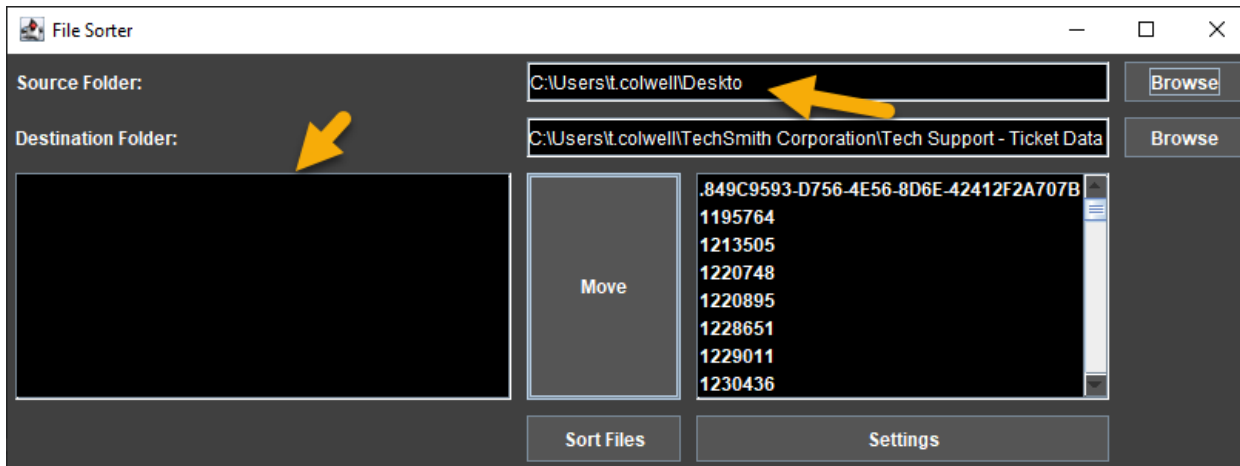 File Sorter
Source Folder:
C:\Users\t.colwell\Deskto
Browse
Destination Folder:
C:\Users\t.colwell\TechSmith Corporation\Tech Support - Ticket Data
Browse
Move
.849C9593-D756-4E56-8D6E-42412F2A707B
1195764
1213505
1220748
1220895
1228651
1229011
1230436
Sort Files
Settings